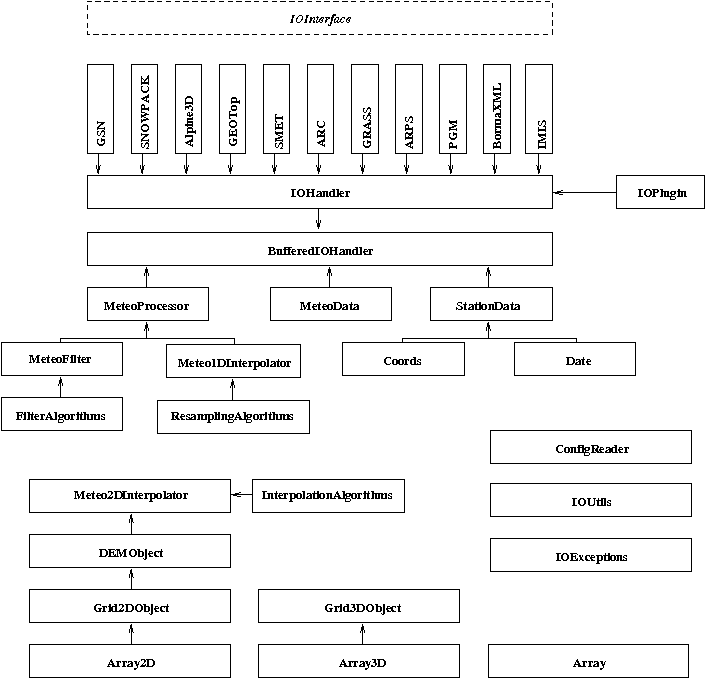 IOInterface
GSN
SNOWPACK
Alpine3D
GEOTop
SMET
ARC
GRASS
ARPS
PGM
BormaXML
IMIS
IOHandler
IOPlugin
BufferedIOHandler
MeteoProcessor
MeteoData
StationData
MeteoFilter
Meteo1DInterpolator
Coords
Date
FilterAlgorithms
ResamplingAlgorithms
ConfigReader
Meteo2DInterpolator
InterpolationAlgorithms
IOUtils
DEMObject
IOExceptions
Grid2DObject
Grid3DObject
Array2D
Array3D
Array